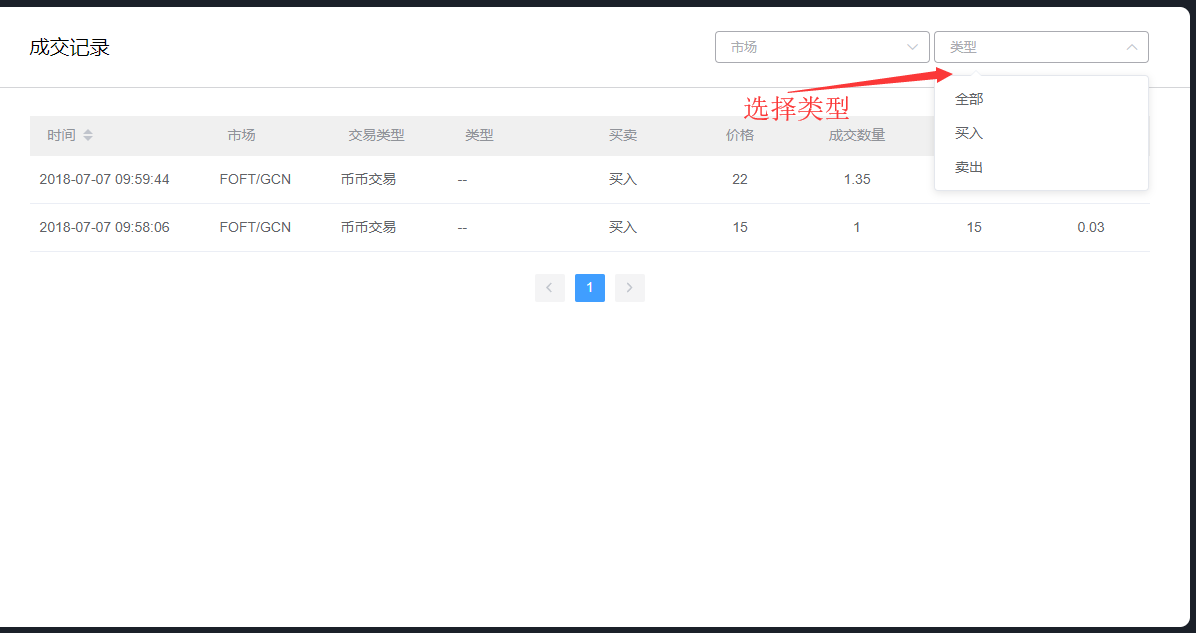 成交记录
市场
类型
选择类型
全部
买入
卖出
时间 市场 交易类型 类型 买卖 价格 成交数量
2018-07-07 09:59:44 FOFT/GCN 币币交易 -- 买入 22 1.35
2018-07-07 09:58:06 FOFT/GCN 币币交易 -- 买入 15 1 15 0.03
1